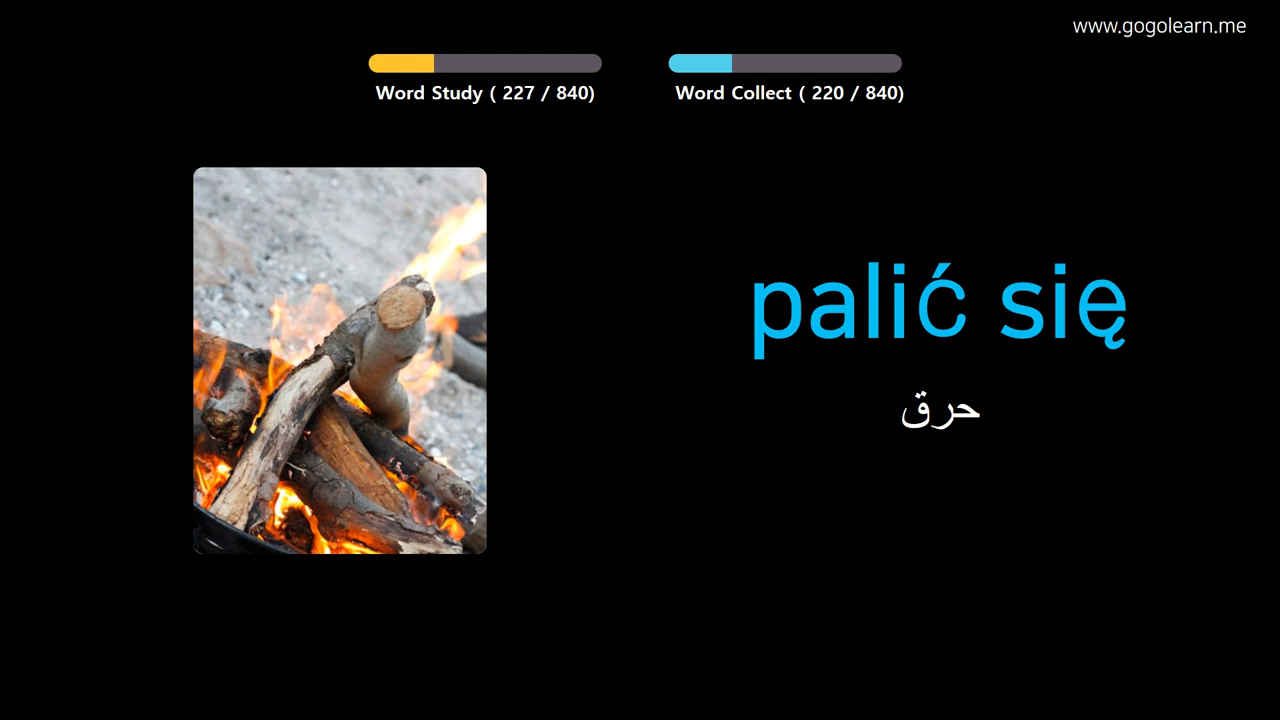 www.gogolearn.me
Word Study ( 227 / 840)
Word Collect ( 220 / 840)
palić się
حرق